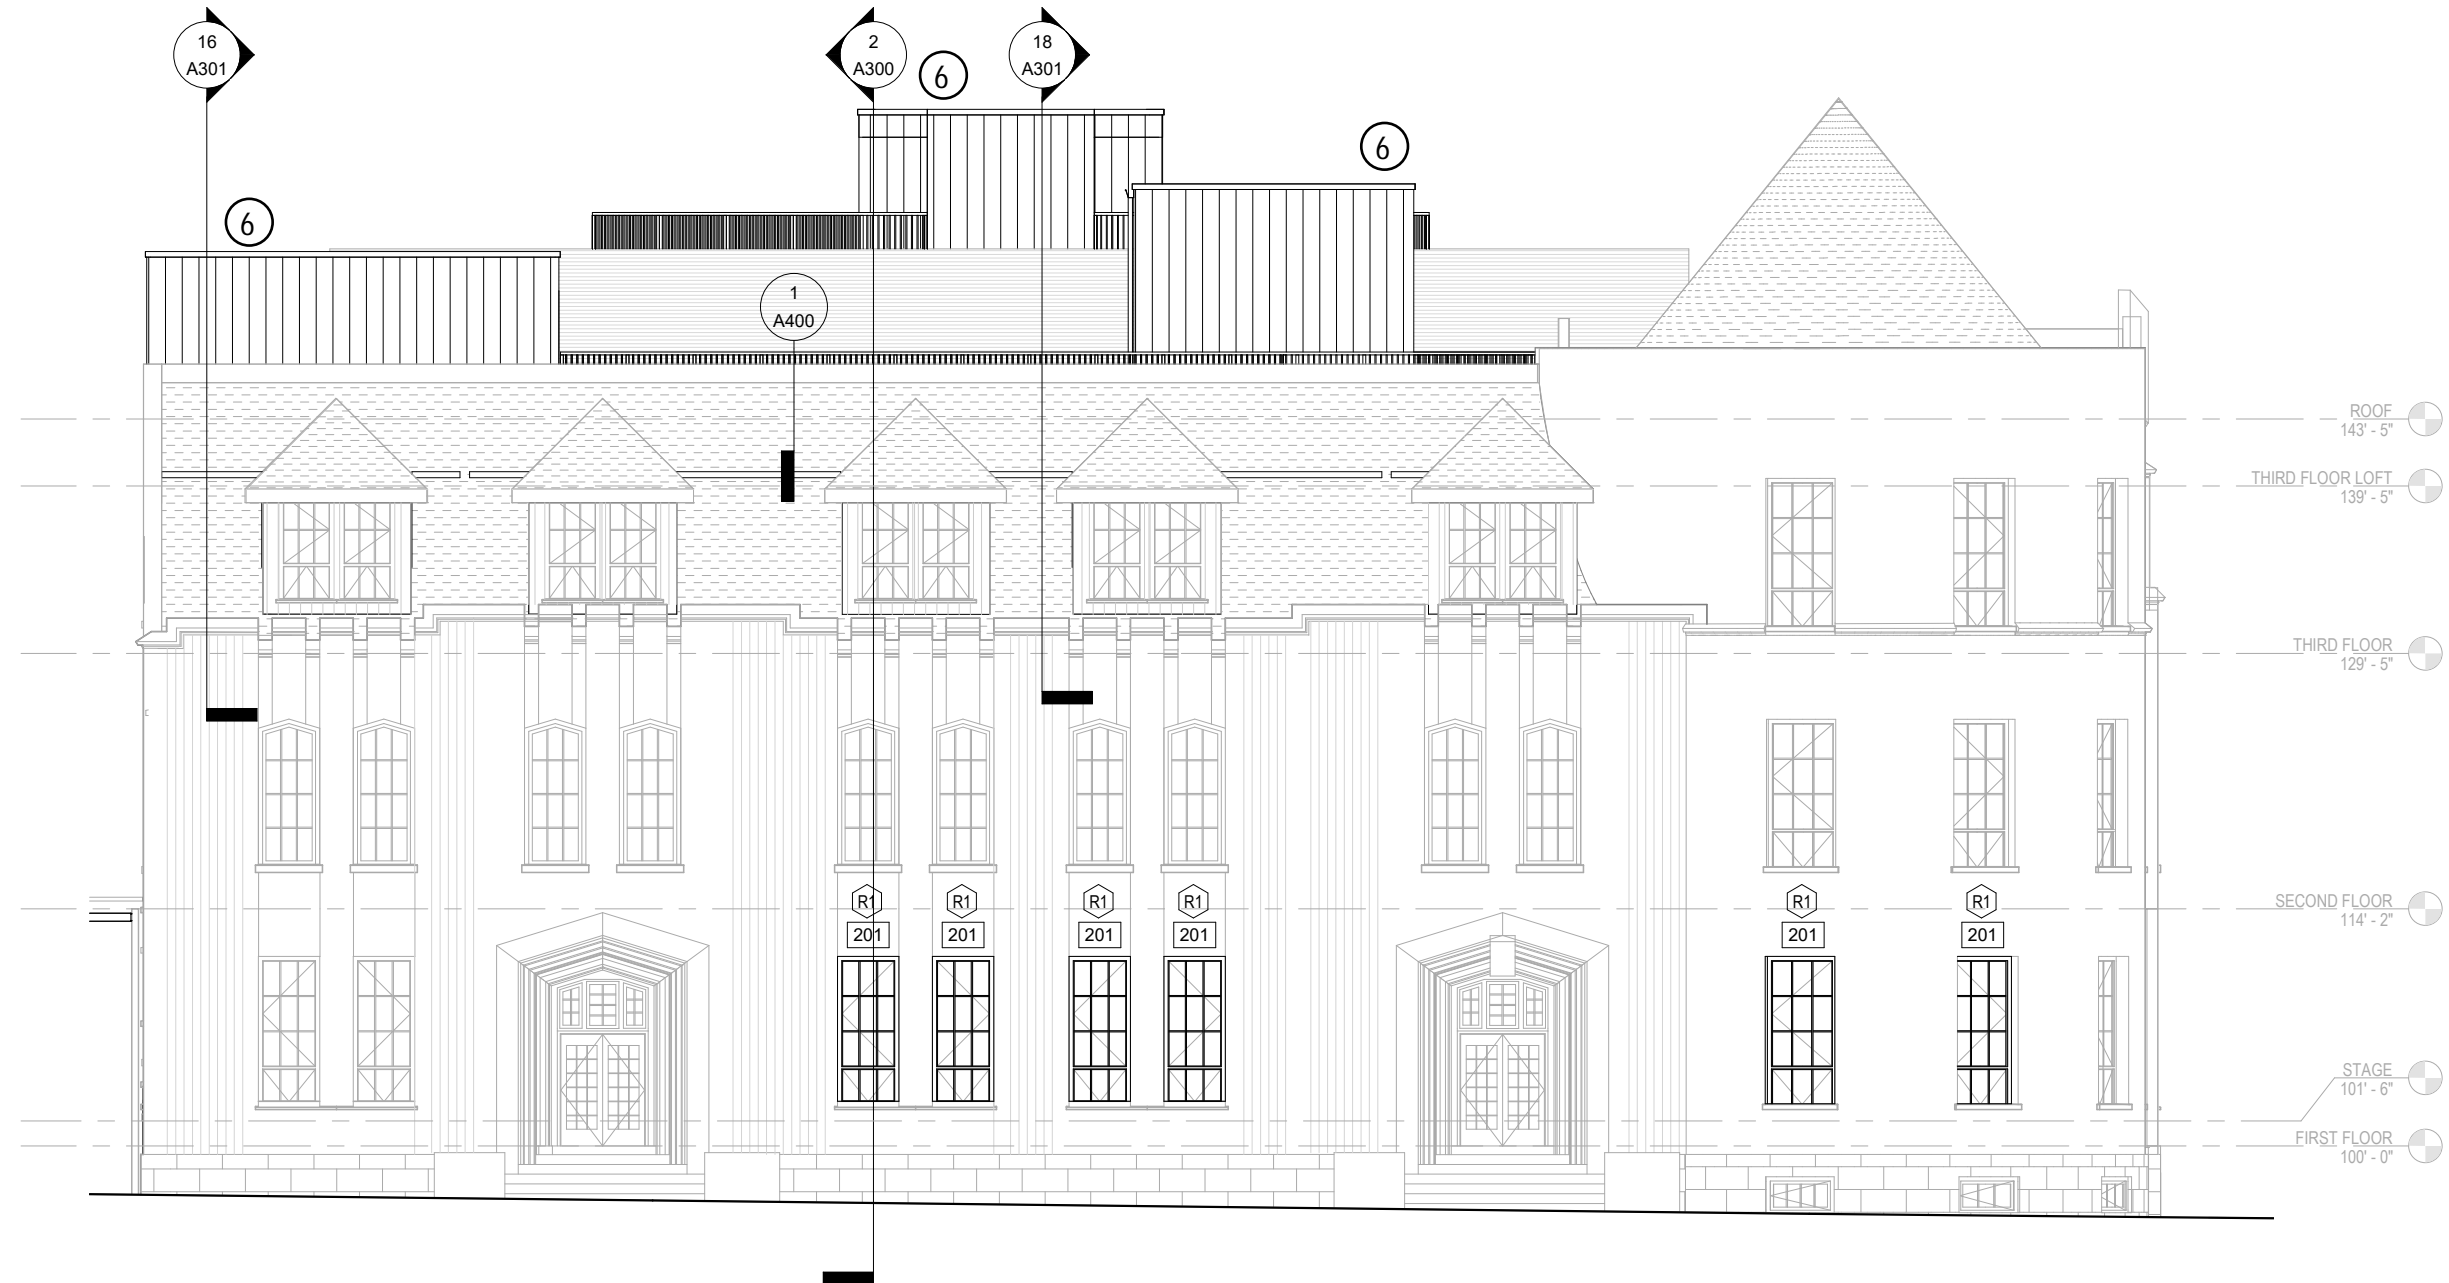 16
A301
2
A300
6
18
A301
6
6
1
A400
ROOF
143' - 5"
THIRD FLOOR LOFT
139' - 5"
THIRD FLOOR
129' - 5"
R1
R1
R1
R1
R1
R1
SECOND FLOOR
114' - 2"
201
201
201
201
201
201
STAGE
101' - 6"
FIRST FLOOR
100' - 0"